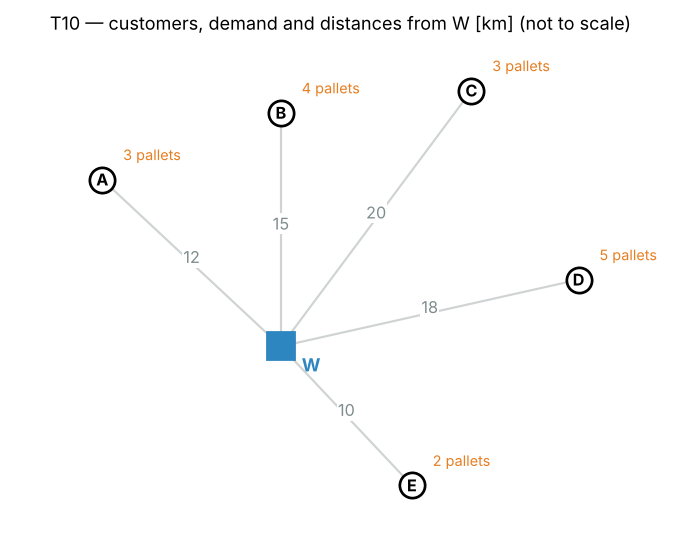 T10 — customers, demand and distances from W [km] (not to scale)
3 pallets
C
4 pallets
B
3 pallets
A
20
15
12
5 pallets
D
18
W
10
2 pallets
E